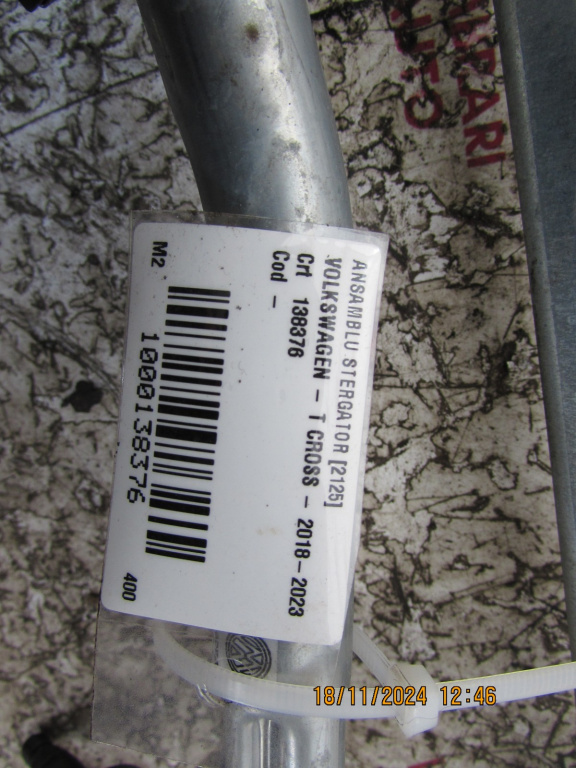 ANSAMBLU STERGATOR [2125]
VOLKSWAGEN - T CROSS - 2018-2023
Crt 138376
Cod -
1000138376
M2
400
18/11/2024 12:46